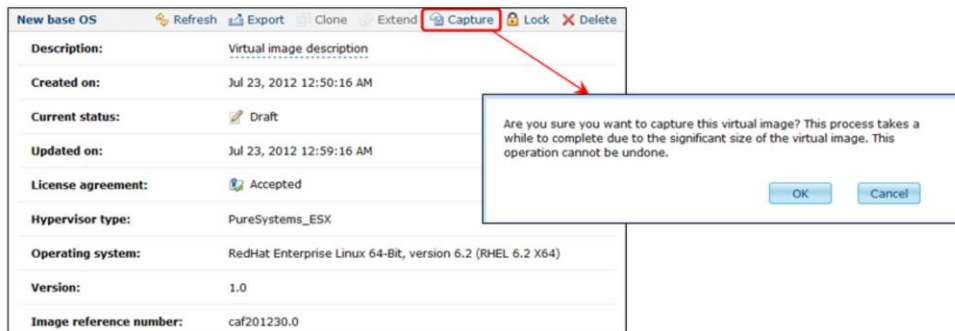 New base OS Refresh Export Clone Extend Capture Lock Delete
Description: Virtual image description
Created on: Jul 23, 2012 12:50:16 AM
Current status: Draft
Updated on: Jul 23, 2012 12:59:16 AM
License agreement: Accepted
Hypervisor type: PureSystems_ESX
Operating system: RedHat Enterprise Linux 64-Bit, version 6.2 (RHEL 6.2 X64)
Version: 1.0
Image reference number: caf201230.0
Are you sure you want to capture this virtual image? This process takes a
while to complete due to the significant size of the virtual image. This
operation cannot be undone.
OK Cancel